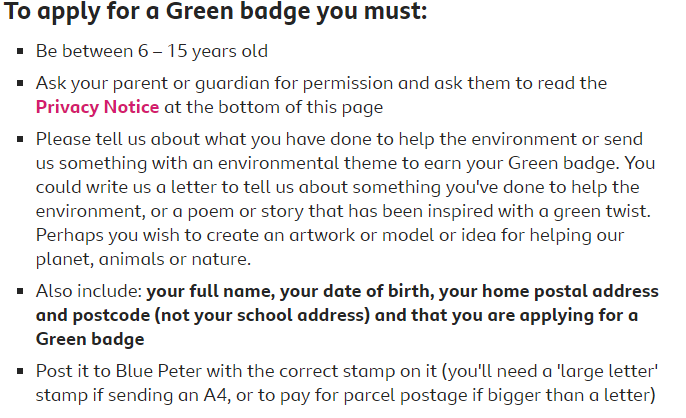 To apply for a Green badge you must:
Be between 6 – 15 years old
Ask your parent or guardian for permission and ask them to read the
Privacy Notice at the bottom of this page
Please tell us about what you have done to help the environment or send
us something with an environmental theme to earn your Green badge. You
could write us a letter to tell us about something you've done to help the
environment, or a poem or story that has been inspired with a green twist.
Perhaps you wish to create an artwork or model or idea for helping our
planet, animals or nature.
Also include: your full name, your date of birth, your home postal address
and postcode (not your school address) and that you are applying for a
Green badge
Post it to Blue Peter with the correct stamp on it (you'll need a 'large letter'
stamp if sending an A4, or to pay for parcel postage if bigger than a letter)